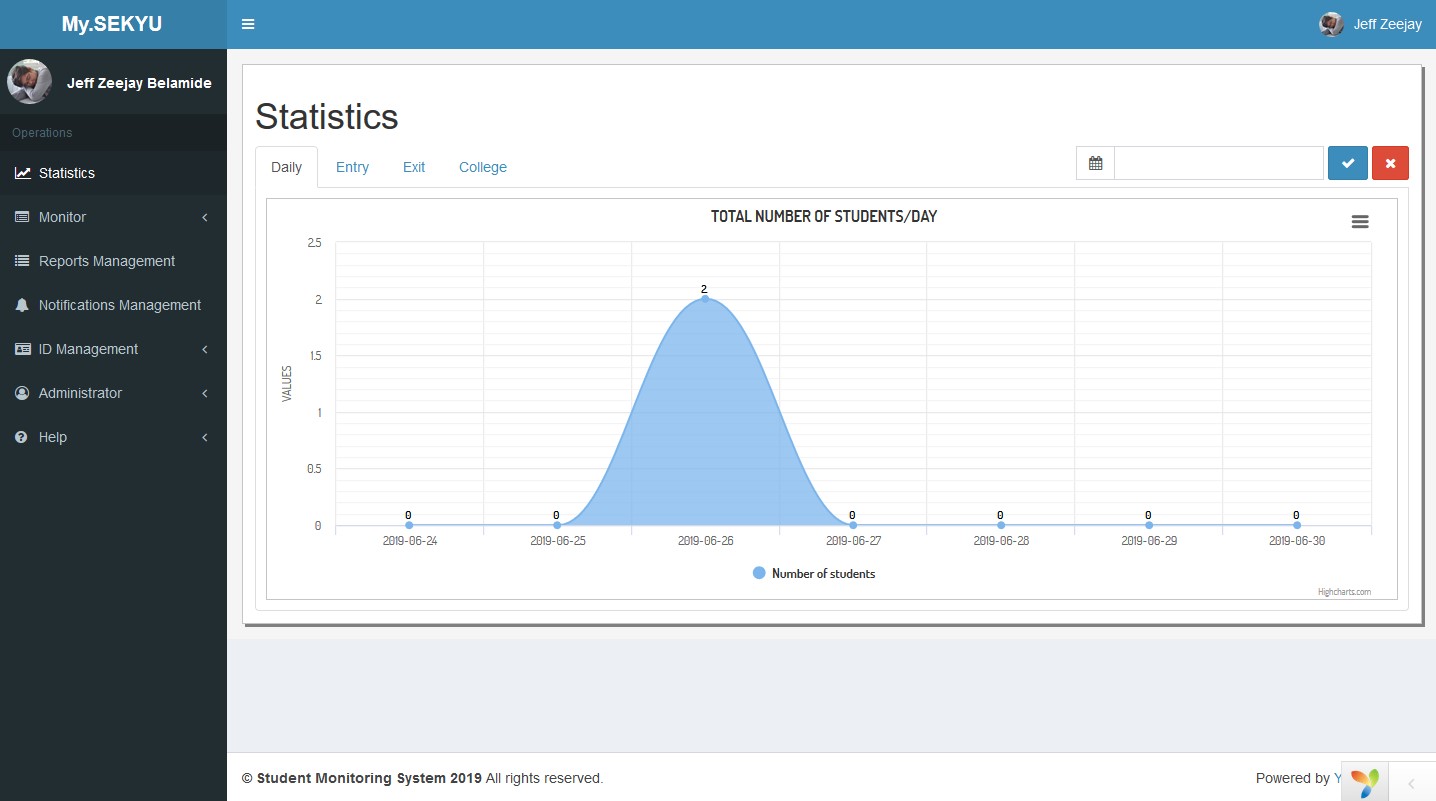 My.SEKYU
Jeff Zeejay
Jeff Zeejay Belamide
Operations
Statistics
Monitor
Reports Management
Notifications Management
ID Management
Administrator
Help
Statistics
Daily Entry Exit College
TOTAL NUMBER OF STUDENTS/DAY
VALUES
2.5
2
1.5
1
0.5
0
0 0 2 0 0 0 0
2019-06-24 2019-06-25 2019-06-26 2019-06-27 2019-06-28 2019-06-29 2019-06-30
Number of students
Highcharts.com
© Student Monitoring System 2019 All rights reserved.
Powered by Y